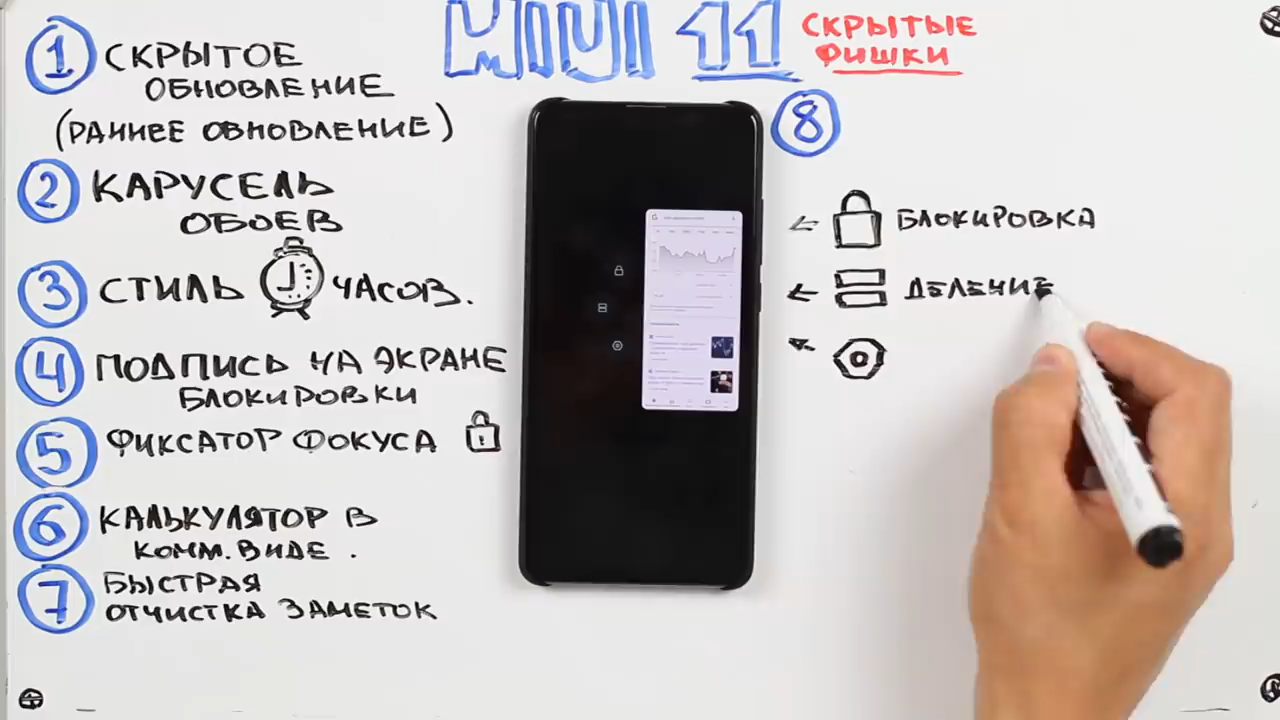 MIUI 11
СКРЫТЫЕ
ФИШКИ
1 СКРЫТОЕ
ОБНОВЛЕНИЕ
(РАННЕЕ ОБНОВЛЕНИЕ)
2 КАРУСЕЛЬ
ОБОЕВ
3 СТИЛЬ ЧАСОВ.
4 ПОДПИСЬ НА ЭКРАНЕ
БЛОКИРОВКИ
5 ФИКСАТОР ФОКУСА
6 КАЛЬКУЛЯТОР В
КОММ. ВИДЕ.
7 БЫСТРАЯ
ОТЧИСТКА ЗАМЕТОК
8
БЛОКИРОВКА
ДЕЛЕНИЕ